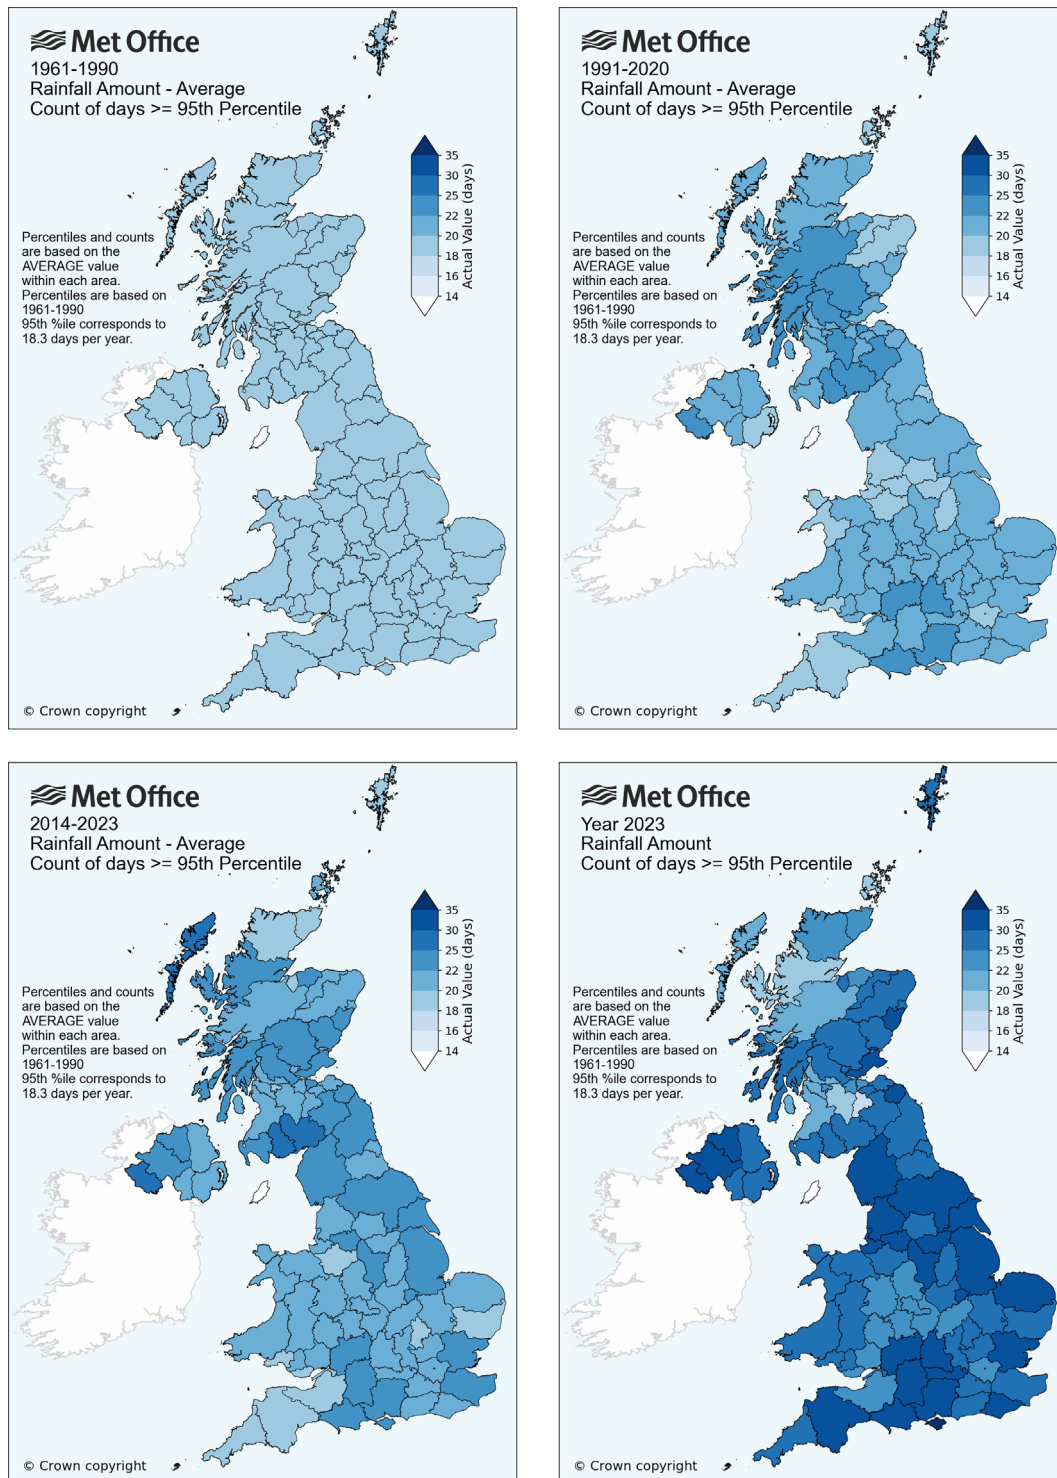 Met Office
1961-1990
Rainfall Amount - Average
Count of days >= 95th Percentile
35
30
25
22
20
18
16
14
Actual Value (days)
Percentiles and counts
are based on the
AVERAGE value
within each area.
Percentiles are based on
1961-1990
95th %ile corresponds to
18.3 days per year.
© Crown copyright
Met Office
1991-2020
Rainfall Amount - Average
Count of days >= 95th Percentile
35
30
25
22
20
18
16
14
Actual Value (days)
Percentiles and counts
are based on the
AVERAGE value
within each area.
Percentiles are based on
1961-1990
95th %ile corresponds to
18.3 days per year.
© Crown copyright
Met Office
2014-2023
Rainfall Amount - Average
Count of days >= 95th Percentile
35
30
25
22
20
18
16
14
Actual Value (days)
Percentiles and counts
are based on the
AVERAGE value
within each area.
Percentiles are based on
1961-1990
95th %ile corresponds to
18.3 days per year.
© Crown copyright
Met Office
Year 2023
Rainfall Amount
Count of days >= 95th Percentile
35
30
25
22
20
18
16
14
Actual Value (days)
Percentiles and counts
are based on the
AVERAGE value
within each area.
Percentiles are based on
1961-1990
95th %ile corresponds to
18.3 days per year.
© Crown copyright